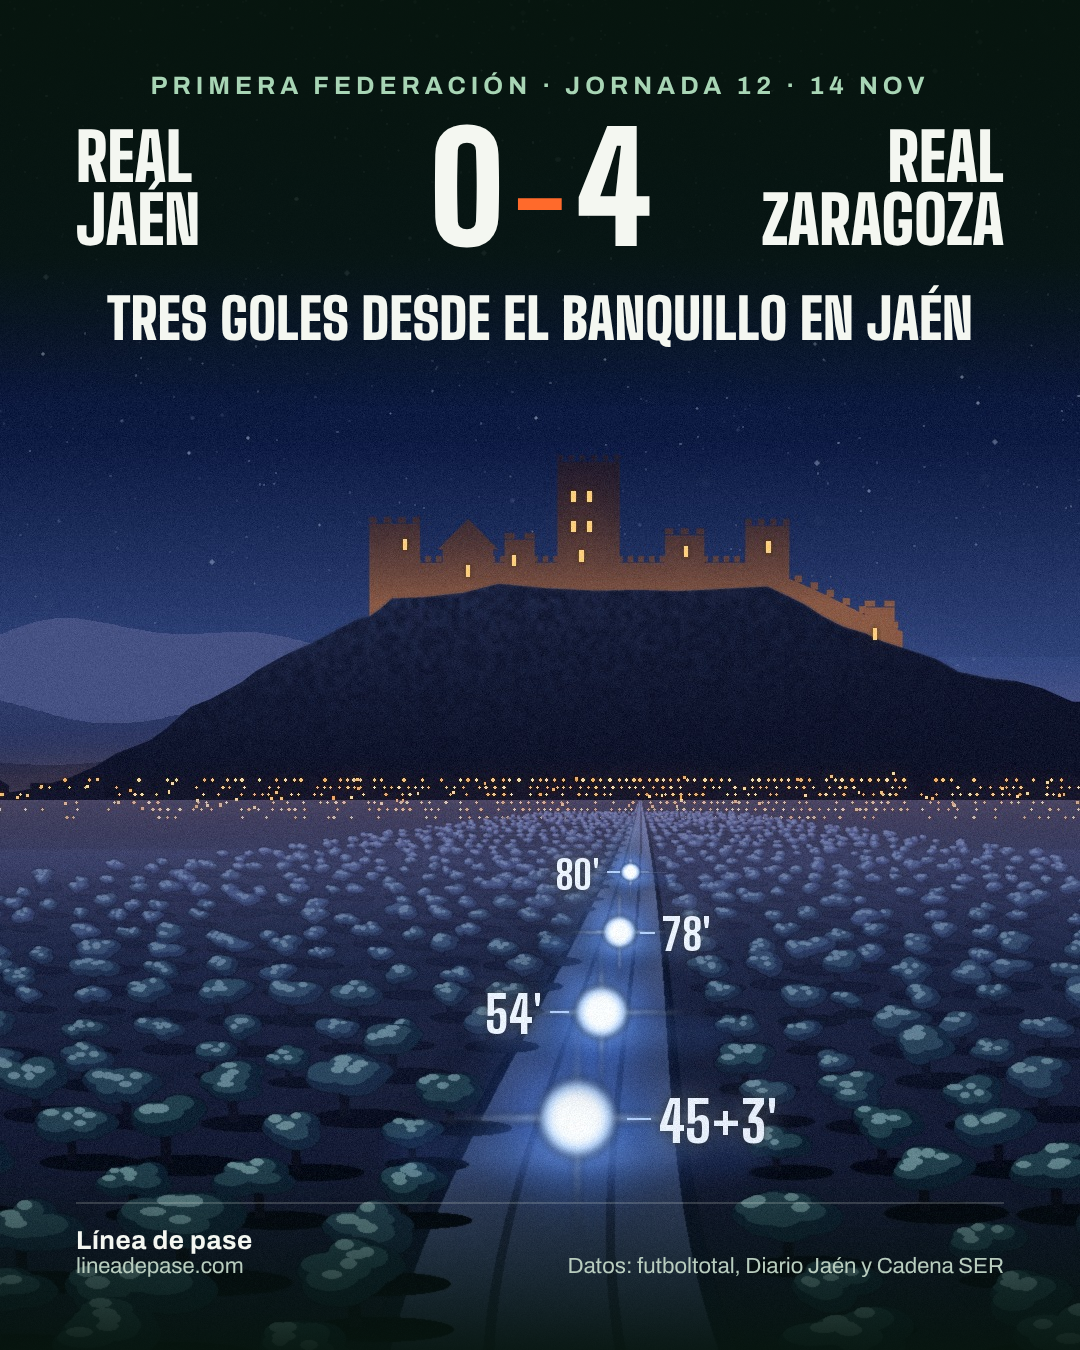 PRIMERA FEDERACIÓN · JORNADA 12 · 14 NOV
REAL
JAÉN
0-4
REAL
ZARAGOZA
TRES GOLES DESDE EL BANQUILLO EN JAÉN
80'
78'
54'
45+3'
Línea de pase
lineadepase.com
Datos: futboltotal, Diario Jaén y Cadena SER